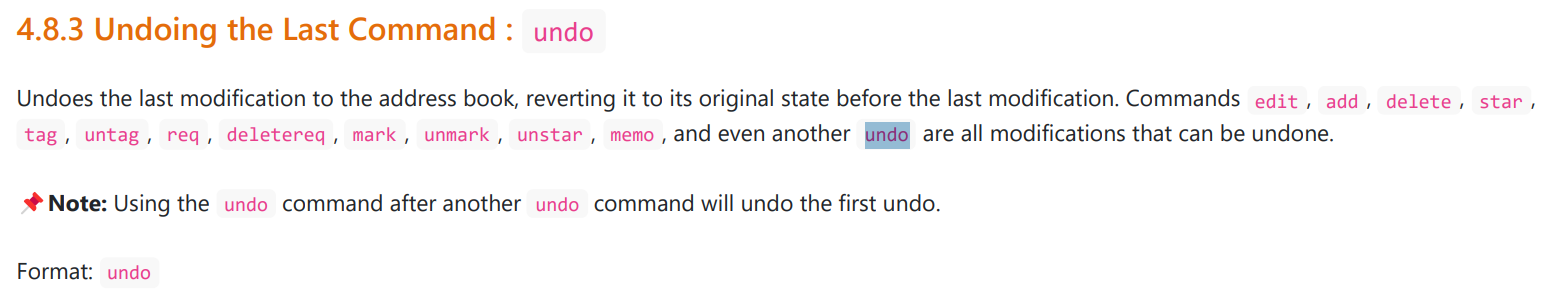 4.8.3 Undoing the Last Command : undo
Undoes the last modification to the address book, reverting it to its original state before the last modification. Commands edit , add , delete , star ,
tag , untag , req , deletereq , mark , unmark , unstar , memo , and even another undo are all modifications that can be undone.
📌 Note: Using the undo command after another undo command will undo the first undo.
Format: undo